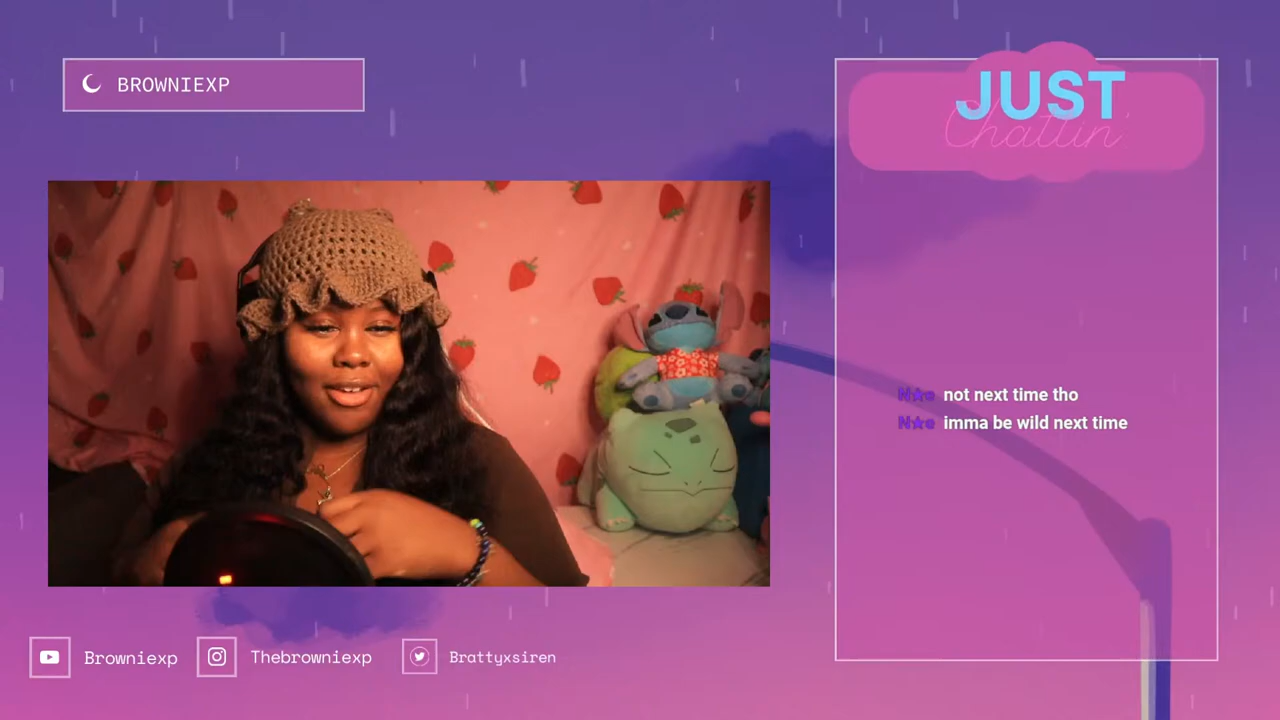 BROWNIEXP
JUST
Chattin'
N★e not next time tho
N★e imma be wild next time
Browniexp
Thebrowniexp
Brattyxsiren